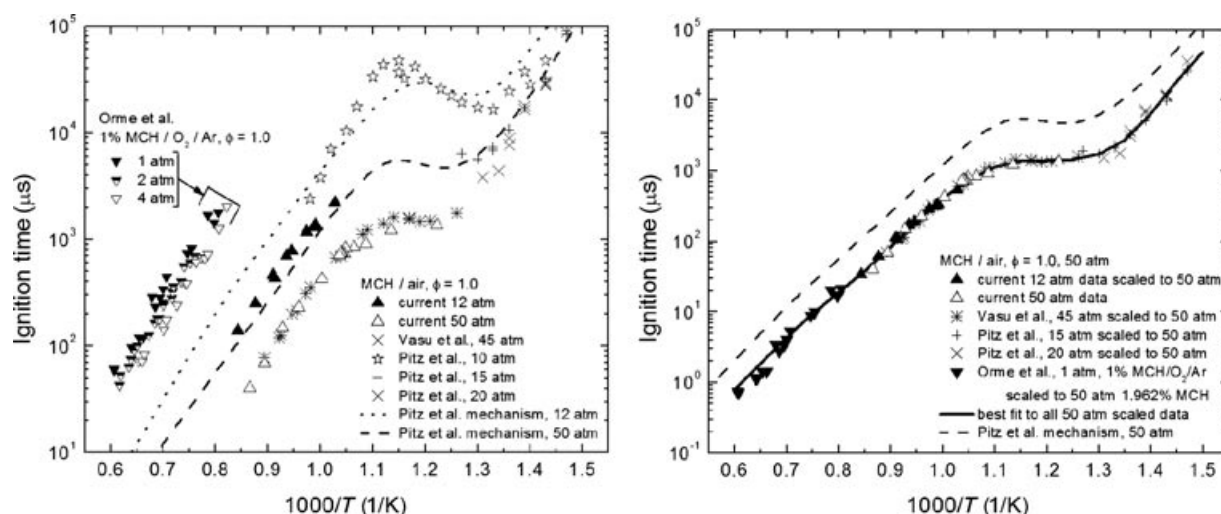 10^5
10^4
10^3
10^2
10^1
Ignition time (μs)
Orme et al.
1% MCH / O2 / Ar, ϕ = 1.0
1 atm
2 atm
4 atm
MCH / air, ϕ = 1.0
current 12 atm
current 50 atm
Vasu et al., 45 atm
Pitz et al., 10 atm
Pitz et al., 15 atm
Pitz et al., 20 atm
Pitz et al. mechanism, 12 atm
Pitz et al. mechanism, 50 atm
0.6 0.7 0.8 0.9 1.0 1.1 1.2 1.3 1.4 1.5
1000/T (1/K)
10^5
10^4
10^3
10^2
10^1
10^0
10^-1
Ignition time (μs)
MCH / air, ϕ = 1.0, 50 atm
current 12 atm data scaled to 50 atm
current 50 atm data
Vasu et al., 45 atm scaled to 50 atm
Pitz et al., 15 atm scaled to 50 atm
Pitz et al., 20 atm scaled to 50 atm
Orme et al., 1 atm, 1% MCH/O2/Ar
scaled to 50 atm 1.962% MCH
best fit to all 50 atm scaled data
Pitz et al. mechanism, 50 atm
0.6 0.7 0.8 0.9 1.0 1.1 1.2 1.3 1.4 1.5
1000/T (1/K)